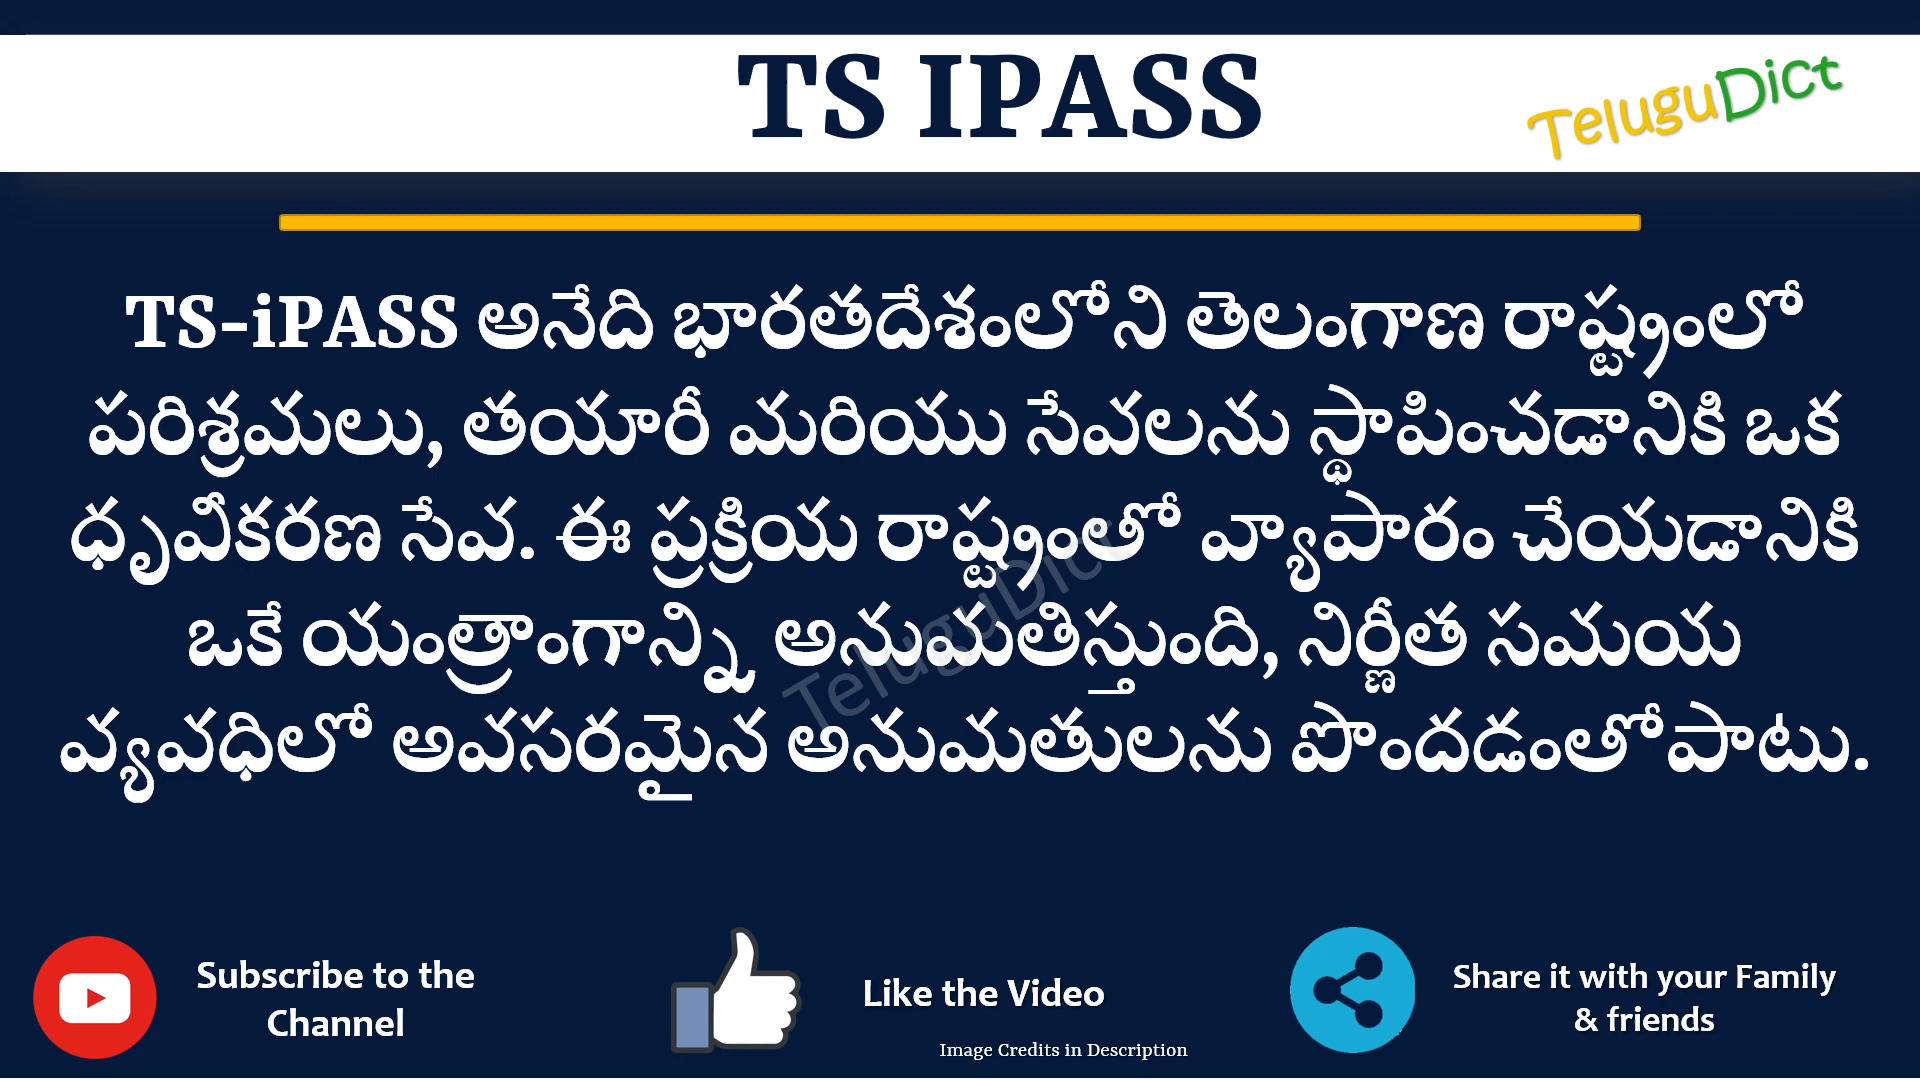 TS IPASS
TeluguDict
TS-iPASS అనేది భారతదేశంలోని తెలంగాణ రాష్ట్రంలో
పరిశ్రమలు, తయారీ మరియు సేవలను స్థాపించడానికి ఒక
ధృవీకరణ సేవ. ఈ ప్రక్రియ రాష్ట్రంతో వ్యాపారం చేయడానికి
ఒకే యంత్రాంగాన్ని అనుమతిస్తుంది, నిర్ణీత సమయ
వ్యవధిలో అవసరమైన అనుమతులను పొందడంతోపాటు.
TeluguDict
Subscribe to the
Channel
Like the Video
Share it with your Family
& friends
Image Credits in Description